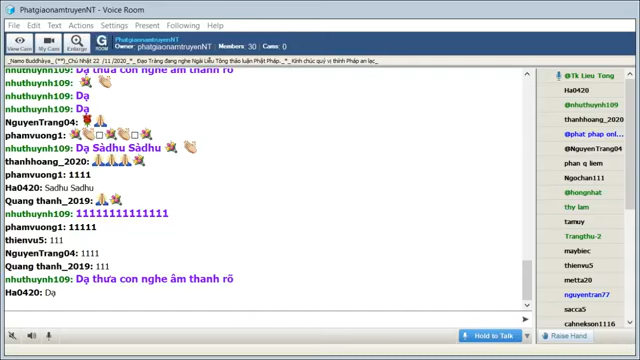 PhatgiaonamtruyenNT - Voice Room
File Edit Text Actions Settings Present Following Help
View Cam My Cam Enlarge G ROOM Owner phatgiaonamtruyenNT Members: 30 Cams: 0
_Namo Buddhàya_ (**)_Chú Nhật 22 /11 /2020_*_ Đạo Tràng đang nghe Ngài Liễu Tông thảo luận Phật Pháp._*_ Kính chúc quý vị thính Pháp an lạc_
nhuthuynh109: Dạ thưa con nghe âm thanh rõ
nhuthuynh109:
nhuthuynh109: Dạ
nhuthuynh109: Dạ
NguyenTrang04:
phamvuong1:
nhuthuynh109: Dạ Sàdhu Sàdhu
thanhhoang_2020:
phamvuong1: 1111
Ha0420: Sadhu Sadhu
Quang thanh_2019:
nhuthuynh109: 11111111111111
phamvuong1: 11111
thienvu5: 111
NguyenTrang04: 1111
Quang thanh_2019: 111
nhuthuynh109: Dạ thưa con nghe âm thanh rõ
Ha0420: Dạ
@Tk Lieu Tong
Ha0420
@nhuthuynh109
thanhhoang_2020
@phat phap onl...
@NguyenTrang04
phan q liem
Ngochan111
@hongnhat
thy lam
tamuy
Trangthu-2
maybiec
thienvu5
metta20
nguyentran77
sacca5
cahnekson1116
Hold to Talk
Raise Hand